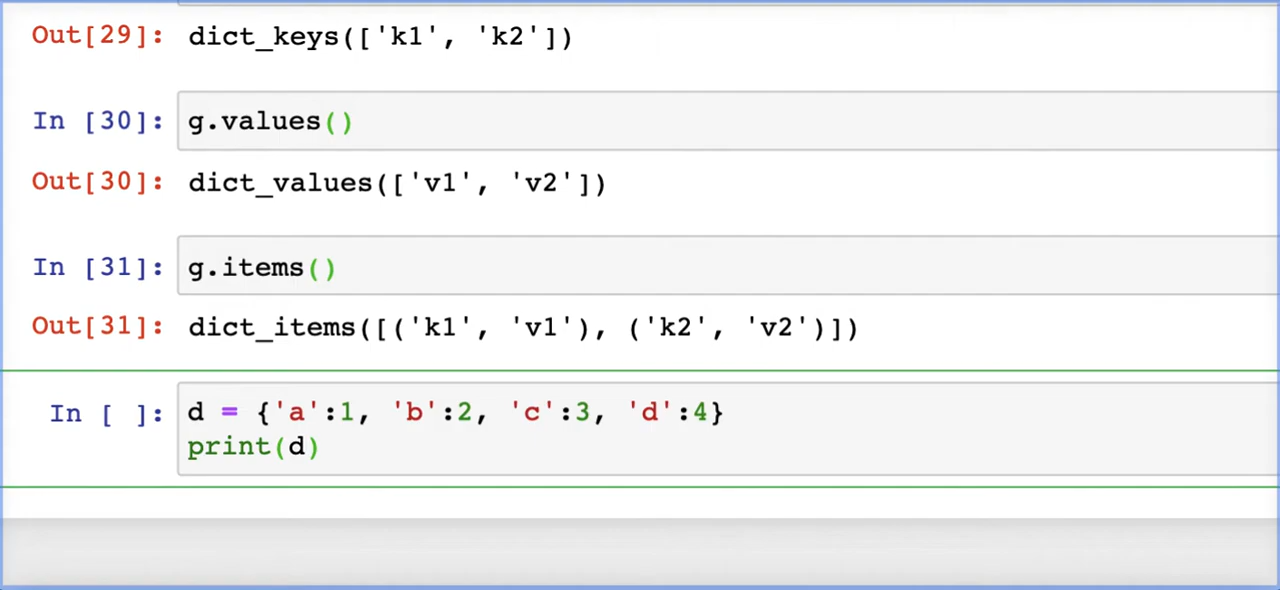 Out[29]: dict_keys(['k1', 'k2'])
In [30]: g.values()
Out[30]: dict_values(['v1', 'v2'])
In [31]: g.items()
Out[31]: dict_items([('k1', 'v1'), ('k2', 'v2')])
In [ ]: d = {'a':1, 'b':2, 'c':3, 'd':4}
print(d)